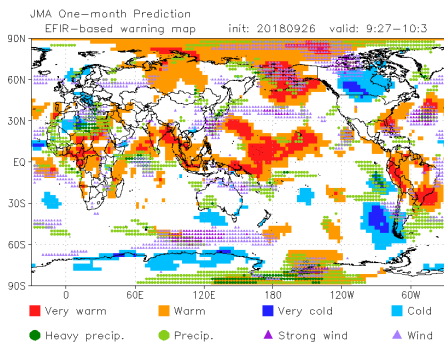 JMA One-month Prediction
EFIR-based warning map init: 20180926 valid: 9:27-10:3
90N
60N
30N
EQ
30S
60S
90S
0 60E 120E 180 120W 60W
Very warm Warm Very cold Cold
Heavy precip. Precip. Strong wind Wind